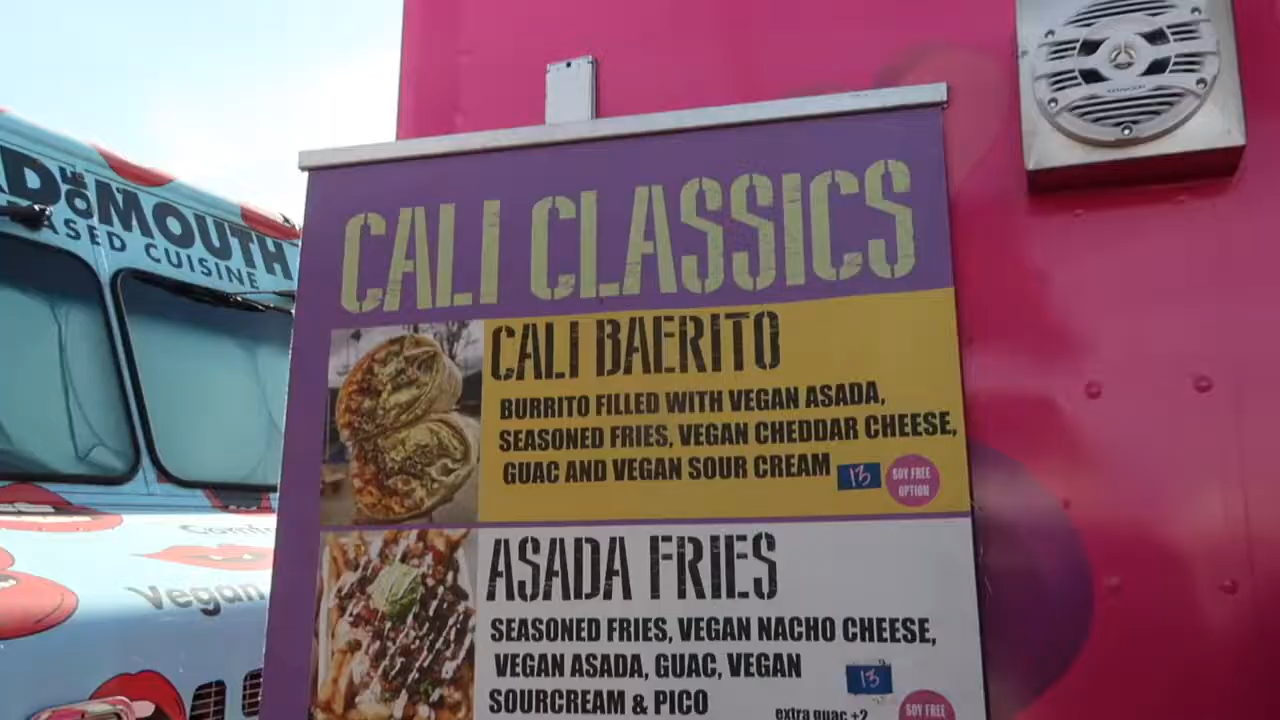 OF MOUTH
CUISINE
Vegan
CALI CLASSICS
CALI BAERITO
BURRITO FILLED WITH VEGAN ASADA,
SEASONED FRIES, VEGAN CHEDDAR CHEESE,
GUAC AND VEGAN SOUR CREAM
13
SOY FREE
OPTION
ASADA FRIES
SEASONED FRIES, VEGAN NACHO CHEESE,
VEGAN ASADA, GUAC, VEGAN
SOURCREAM & PICO
13
extra guac +2
SOY FREE
KENWOOD